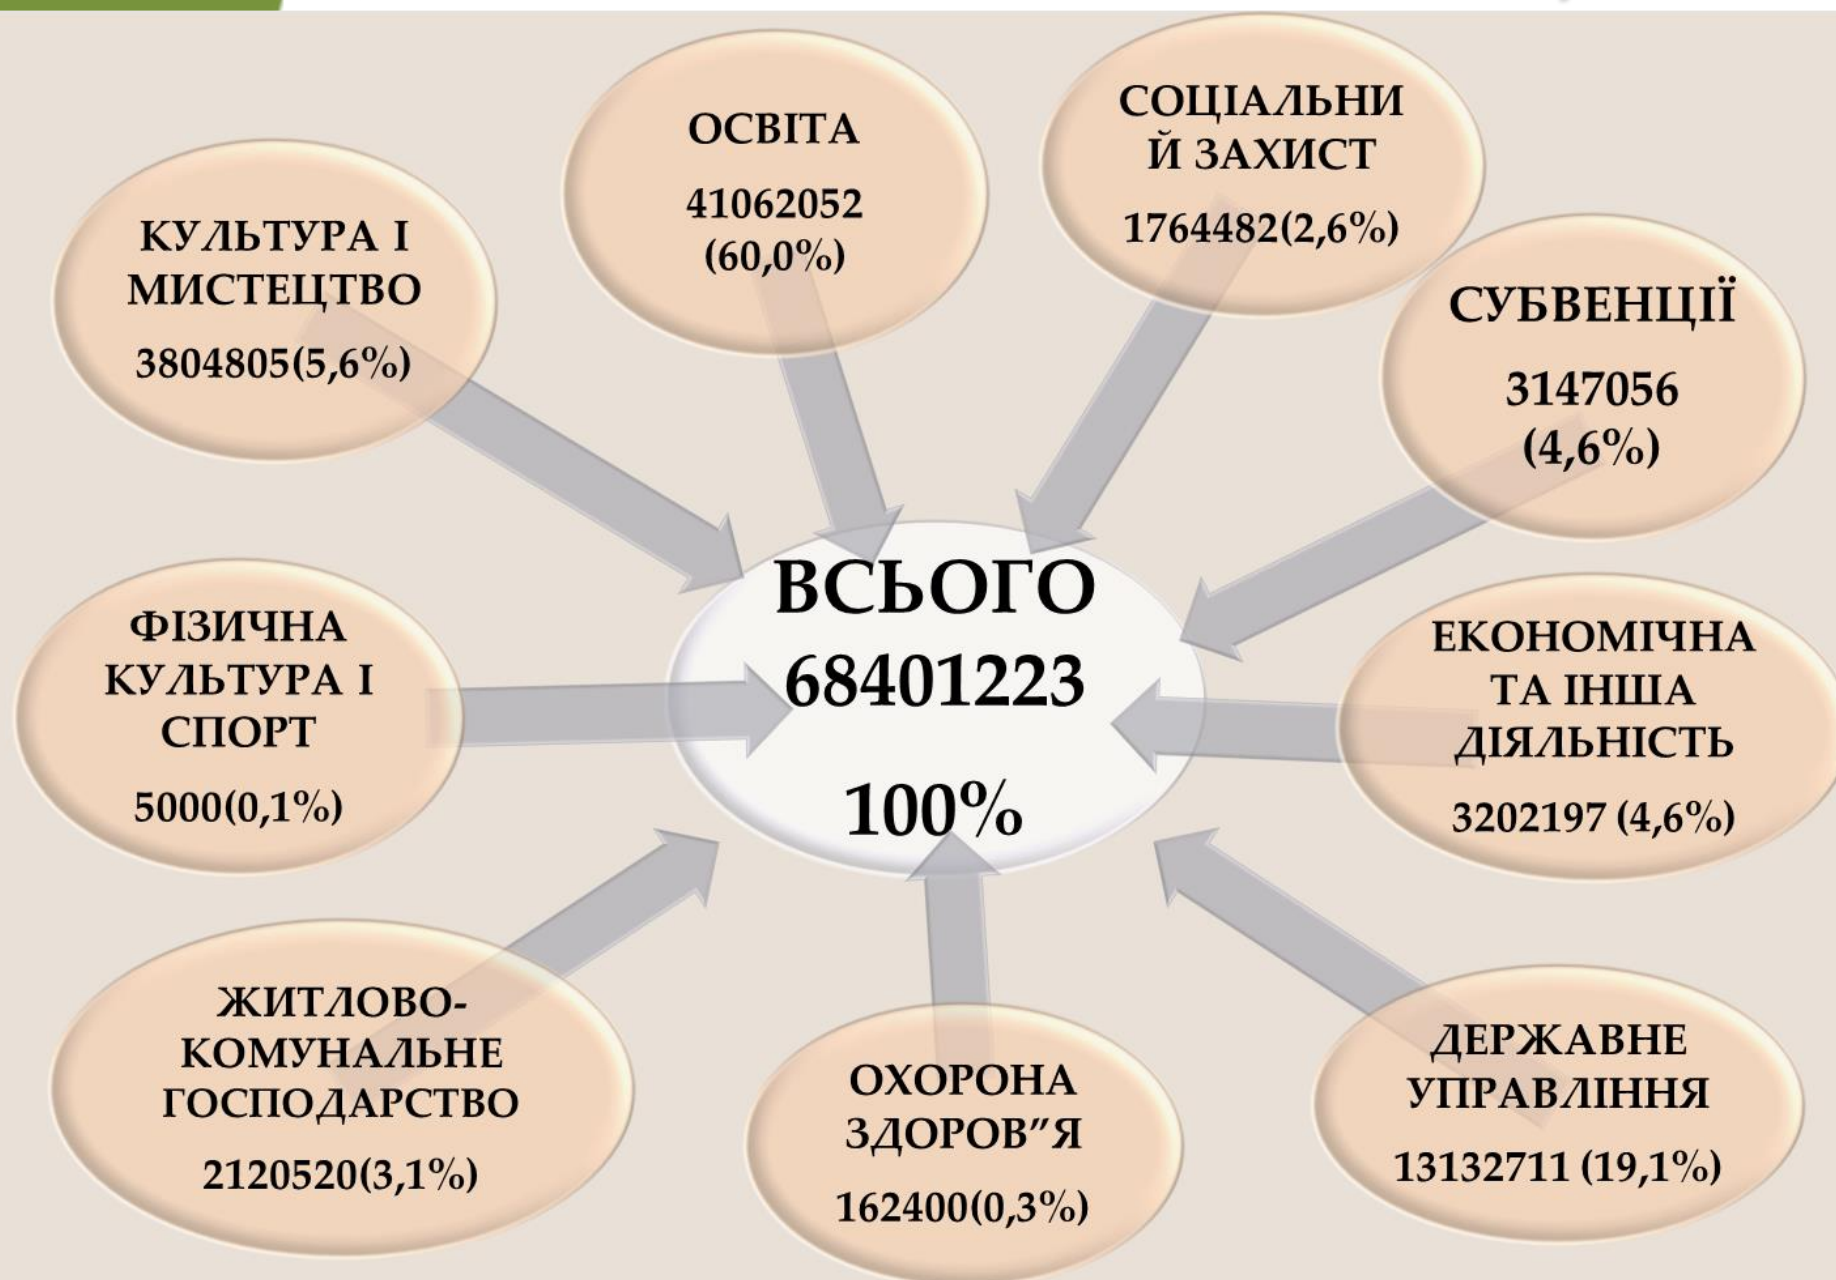 ОСВІТА
41062052
(60,0%)
СОЦІАЛЬНИ
Й ЗАХИСТ
1764482(2,6%)
КУЛЬТУРА І
МИСТЕЦТВО
3804805(5,6%)
СУБВЕНЦІЇ
3147056
(4,6%)
ВСЬОГО
68401223
100%
ФІЗИЧНА
КУЛЬТУРА І
СПОРТ
5000(0,1%)
ЕКОНОМІЧНА
ТА ІНША
ДІЯЛЬНІСТЬ
3202197 (4,6%)
ЖИТЛОВО-
КОМУНАЛЬНЕ
ГОСПОДАРСТВО
2120520(3,1%)
ОХОРОНА
ЗДОРОВ”Я
162400(0,3%)
ДЕРЖАВНЕ
УПРАВЛІННЯ
13132711 (19,1%)